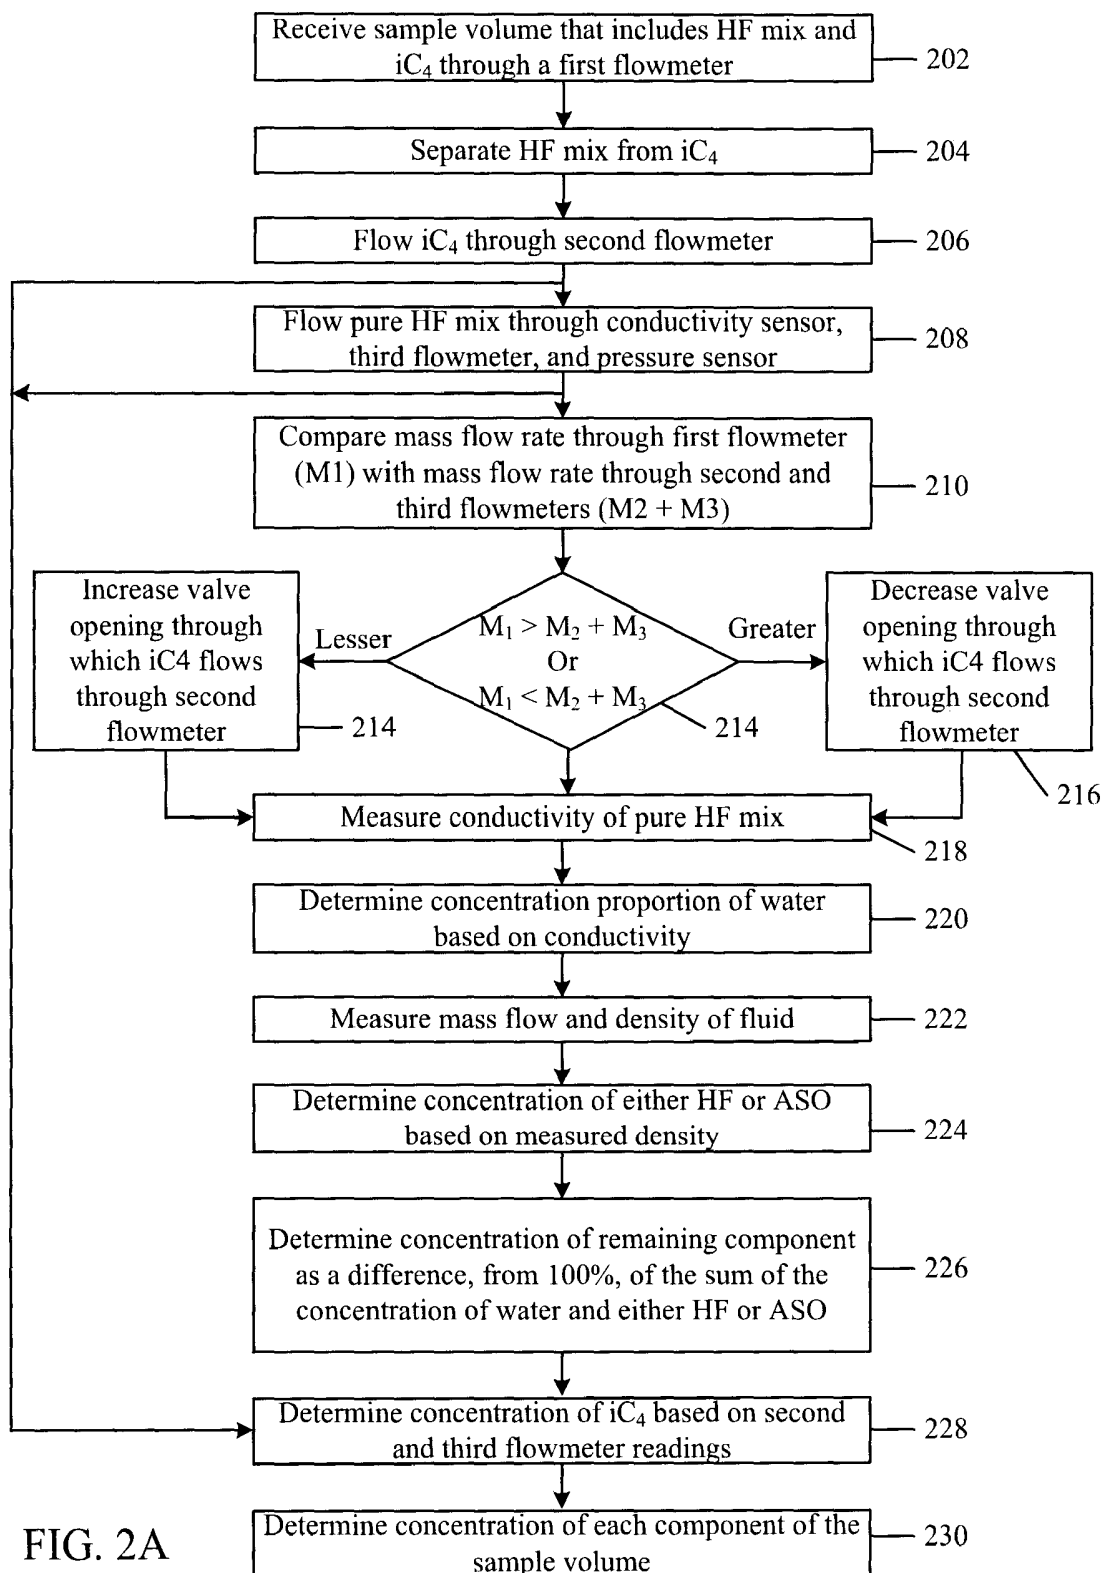 Receive sample volume that includes HF mix and
iC₄ through a first flowmeter
202
Separate HF mix from iC₄
204
Flow iC₄ through second flowmeter
206
Flow pure HF mix through conductivity sensor,
third flowmeter, and pressure sensor
208
Compare mass flow rate through first flowmeter
(M1) with mass flow rate through second and
third flowmeters (M2 + M3)
210
Increase valve
opening through
which iC4 flows
through second
flowmeter
214
Lesser
M₁ > M₂ + M₃
Or
M₁ < M₂ + M₃
214
Greater
Decrease valve
opening through
which iC4 flows
through second
flowmeter
216
Measure conductivity of pure HF mix
218
Determine concentration proportion of water
based on conductivity
220
Measure mass flow and density of fluid
222
Determine concentration of either HF or ASO
based on measured density
224
Determine concentration of remaining component
as a difference, from 100%, of the sum of the
concentration of water and either HF or ASO
226
Determine concentration of iC₄ based on second
and third flowmeter readings
228
Determine concentration of each component of the
sample volume
230
FIG. 2A